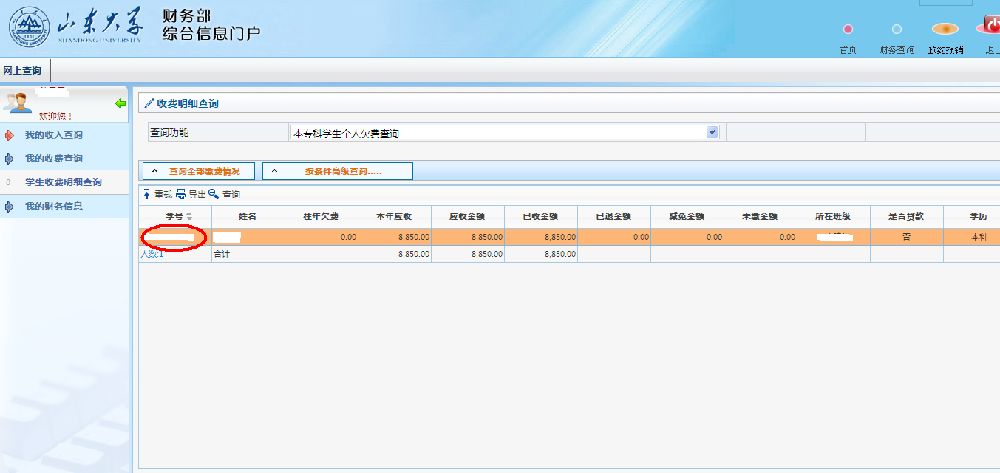 山东大学
SHANDONG UNIVERSITY
财务部
综合信息门户
首页 财务查询 预约报销 退出
网上查询
欢迎您！
我的收入查询
我的收费查询
学生收费明细查询
我的财务信息
收费明细查询
查询功能 本专科学生个人欠费查询
查询全部缴费情况 按条件高级查询.....
重载 导出 查询
学号 姓名 往年欠费 本年应收 应收金额 已收金额 已退金额 减免金额 未缴金额 所在班级 是否贷款 学历
0.00 8,850.00 8,850.00 8,850.00 0.00 0.00 0.00 否 本科
人数:1 合计 8,850.00 8,850.00 8,850.00